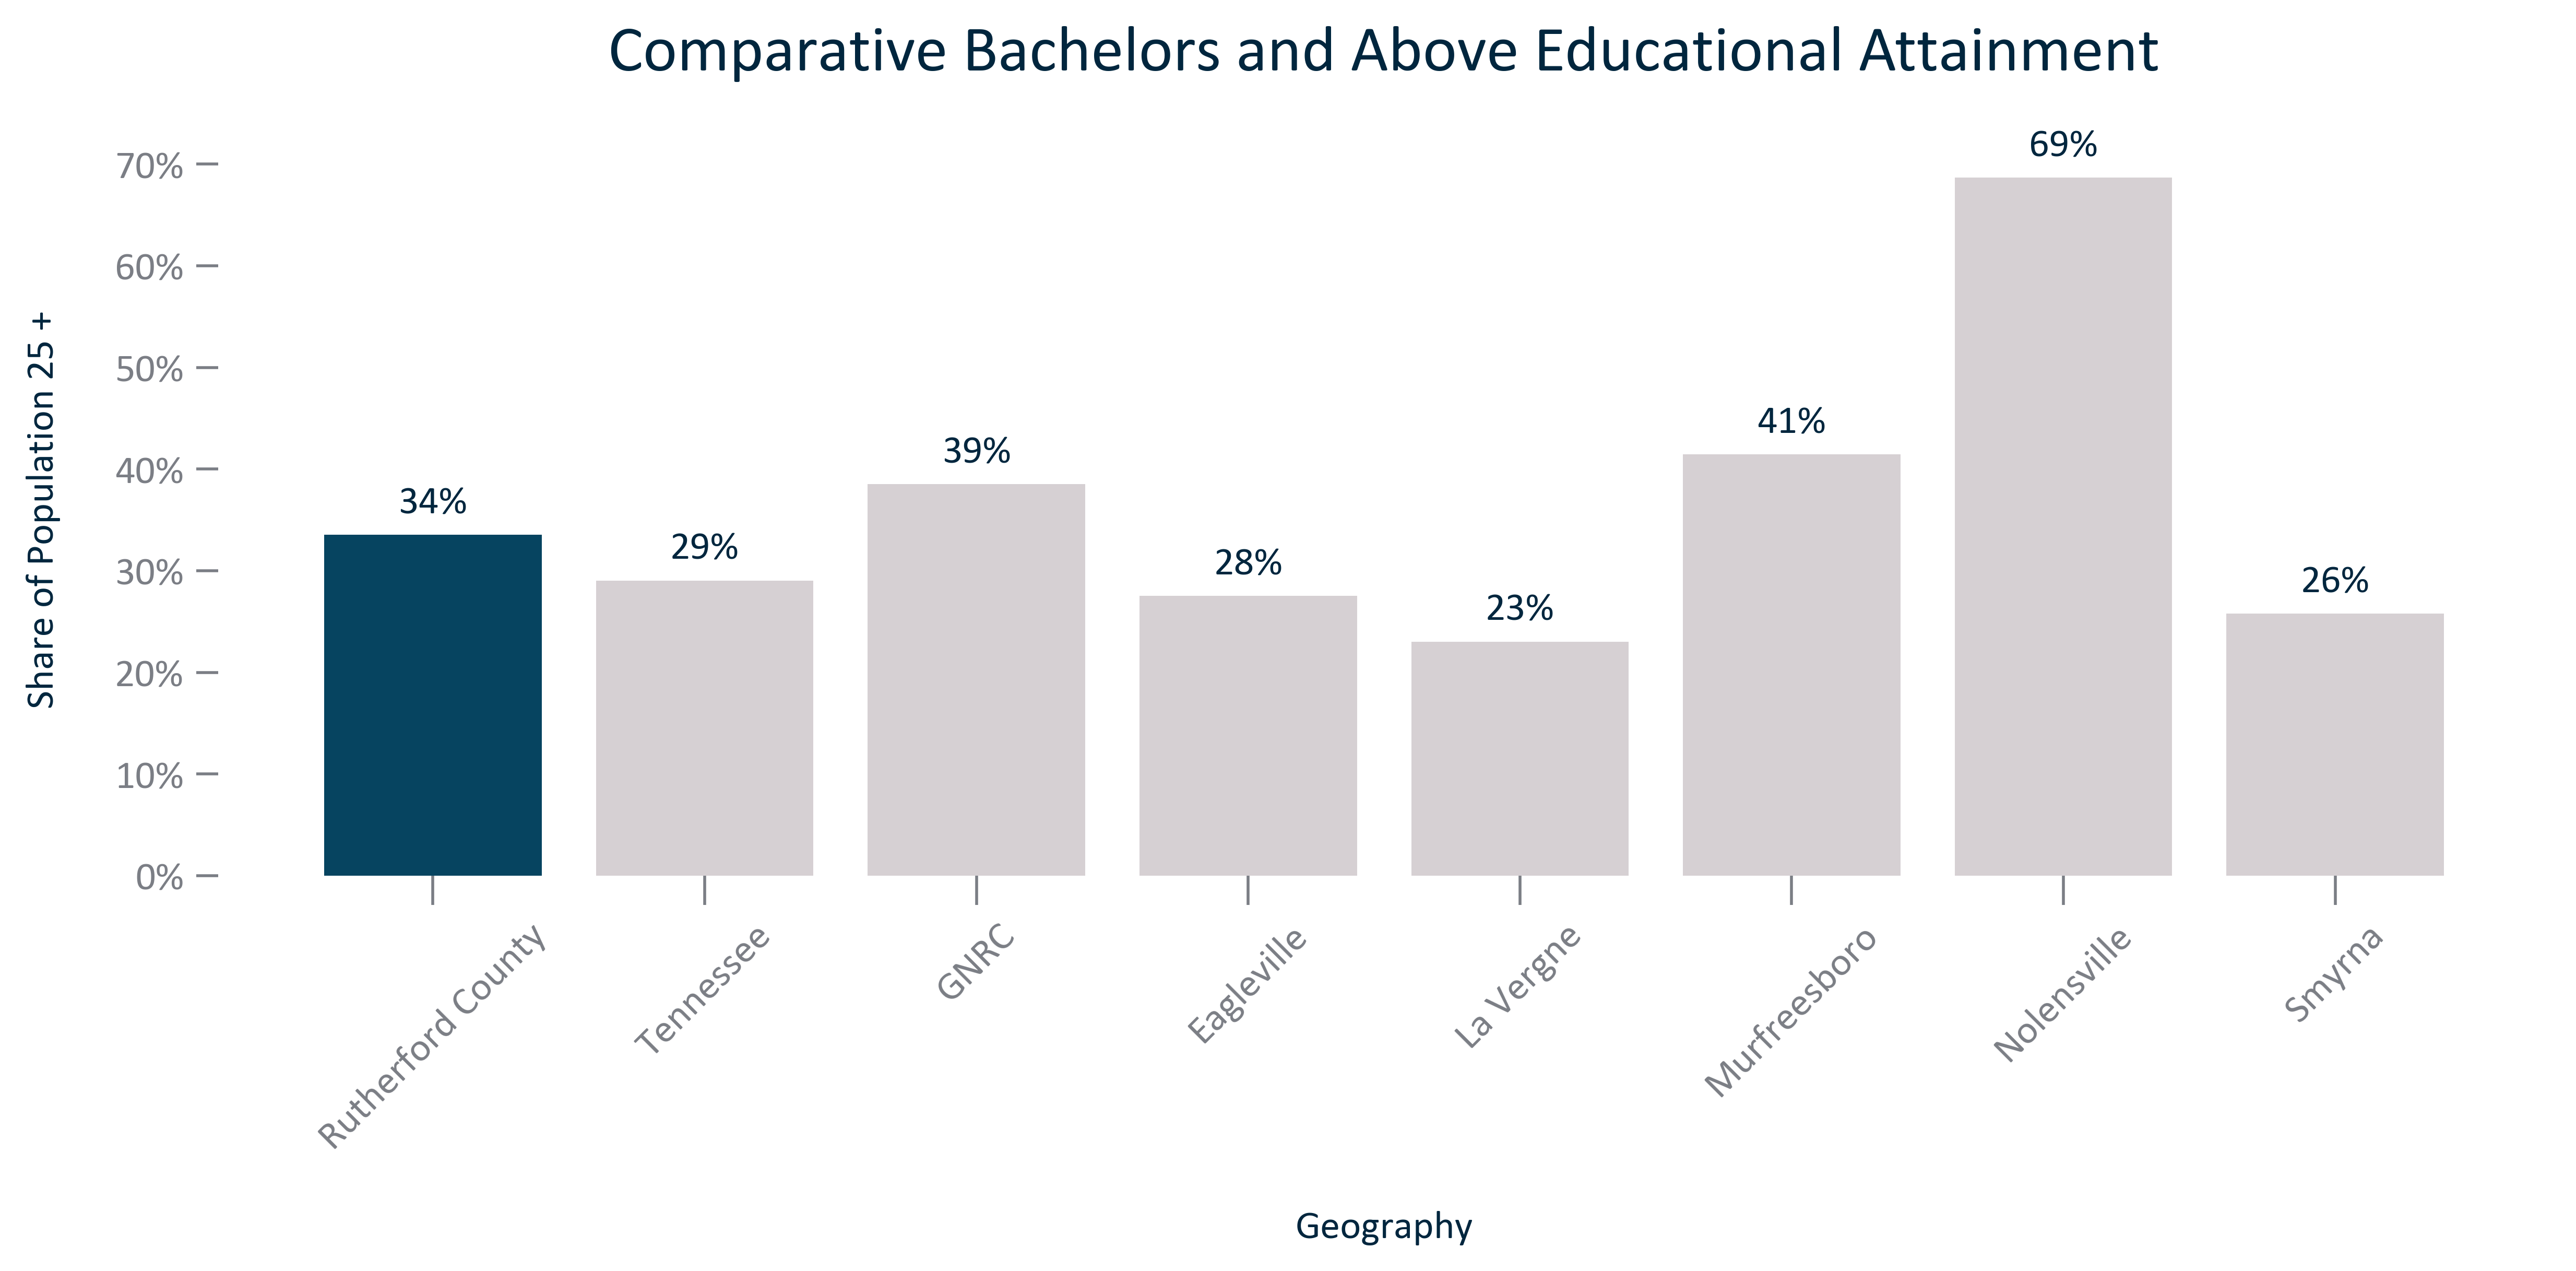 Comparative Bachelors and Above Educational Attainment
Share of Population 25 +
70%
60%
50%
40%
30%
20%
10%
0%
34%
29%
39%
28%
23%
41%
69%
26%
Rutherford County
Tennessee
GNRC
Eagleville
La Vergne
Murfreesboro
Nolensville
Smyrna
Geography